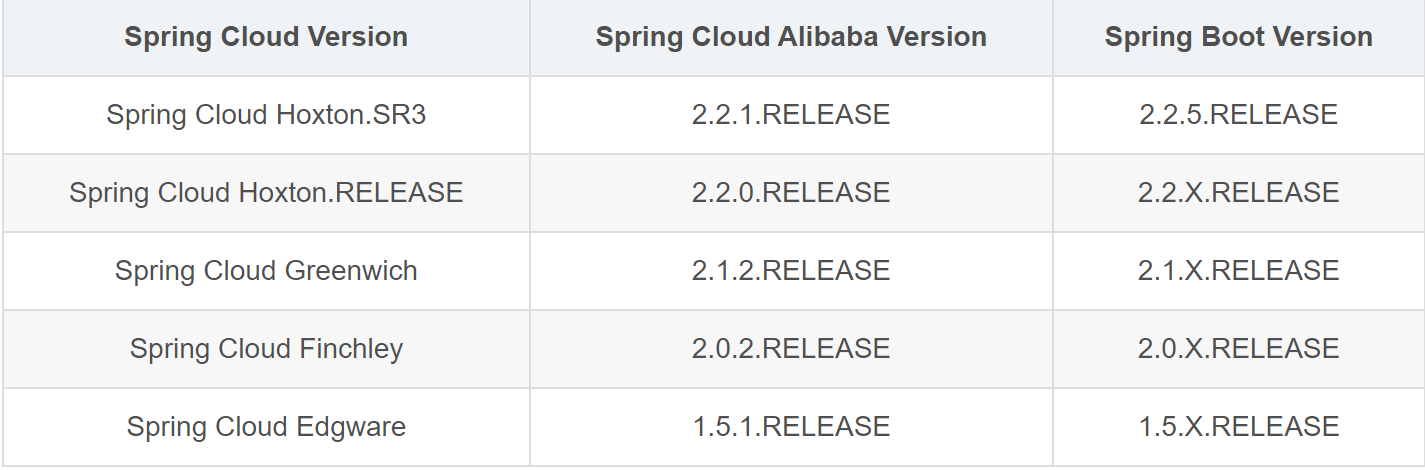 Spring Cloud Version Spring Cloud Alibaba Version Spring Boot Version
Spring Cloud Hoxton.SR3 2.2.1.RELEASE 2.2.5.RELEASE
Spring Cloud Hoxton.RELEASE 2.2.0.RELEASE 2.2.X.RELEASE
Spring Cloud Greenwich 2.1.2.RELEASE 2.1.X.RELEASE
Spring Cloud Finchley 2.0.2.RELEASE 2.0.X.RELEASE
Spring Cloud Edgware 1.5.1.RELEASE 1.5.X.RELEASE